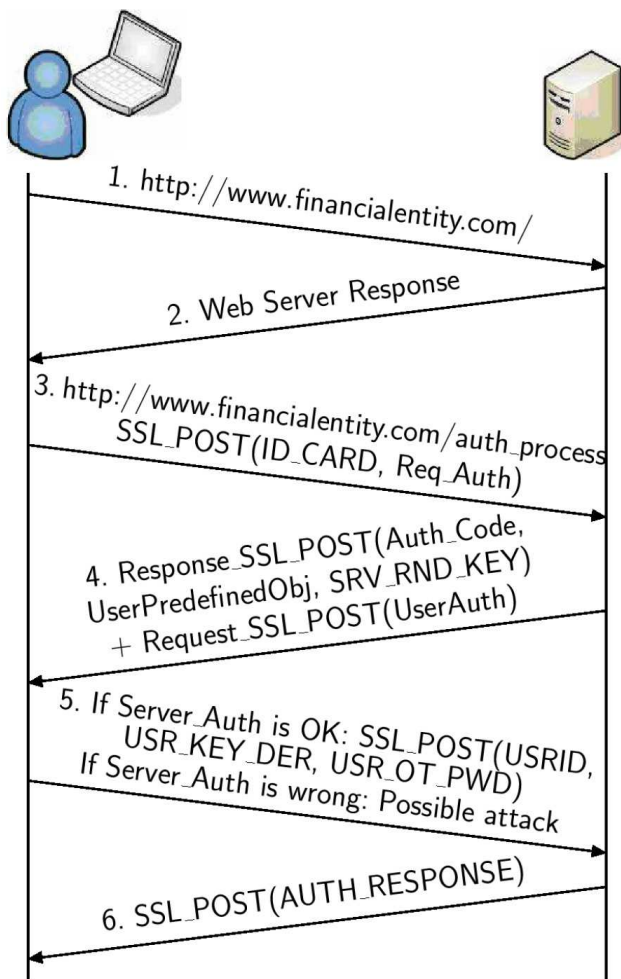 1. http://www.financialentity.com/
2. Web Server Response
3. http://www.financialentity.com/auth_process
SSL_POST(ID_CARD, Req_Auth)
4. Response_SSL_POST(Auth_Code,
UserPredefinedObj, SRV_RND_KEY)
+ Request_SSL_POST(UserAuth)
5. If Server_Auth is OK: SSL_POST(USRID,
USR_KEY_DER, USR_OT_PWD)
If Server_Auth is wrong: Possible attack
6. SSL_POST(AUTH_RESPONSE)